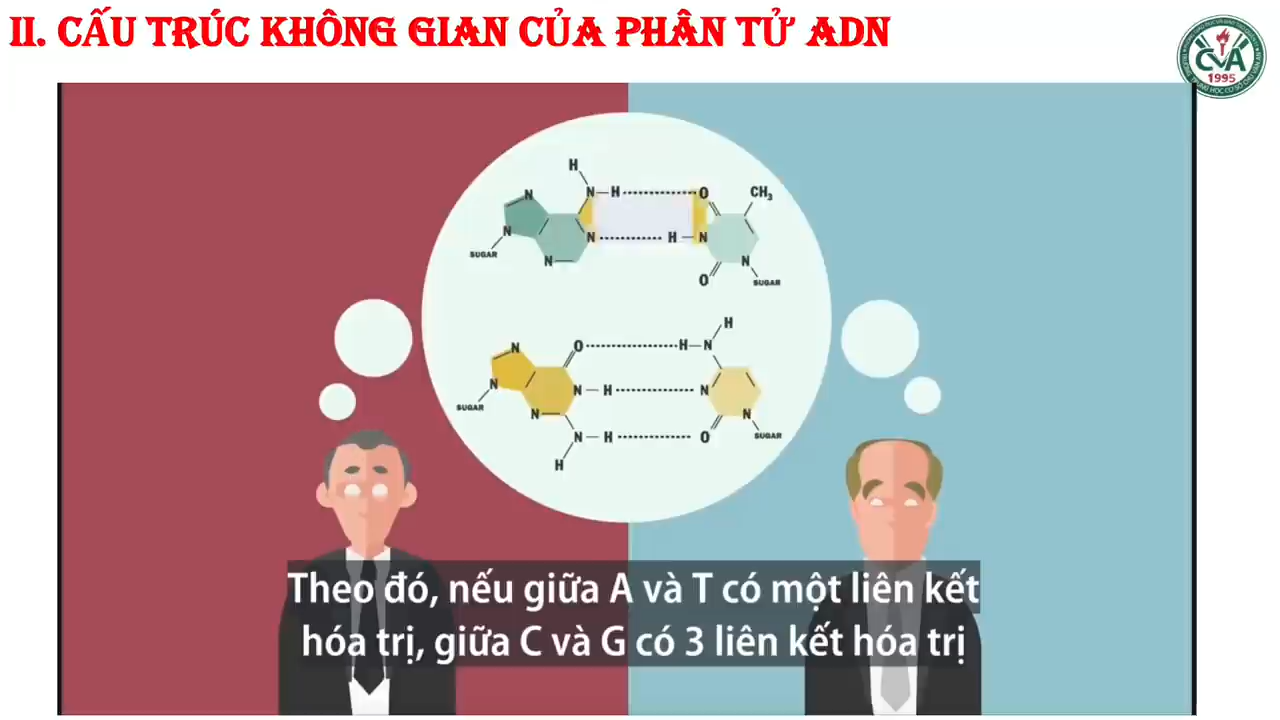 II. CẤU TRÚC KHÔNG GIAN CỦA PHÂN TỬ ADN
CVA
1995
H
N
N
H
O
CH3
N
N
H
N
SUGAR
N
O
N
SUGAR
H
N
O
H
N
N
N
H
N
SUGAR
N
N
H
O
N
SUGAR
H
Theo đó, nếu giữa A và T có một liên kết
hóa trị, giữa C và G có 3 liên kết hóa trị